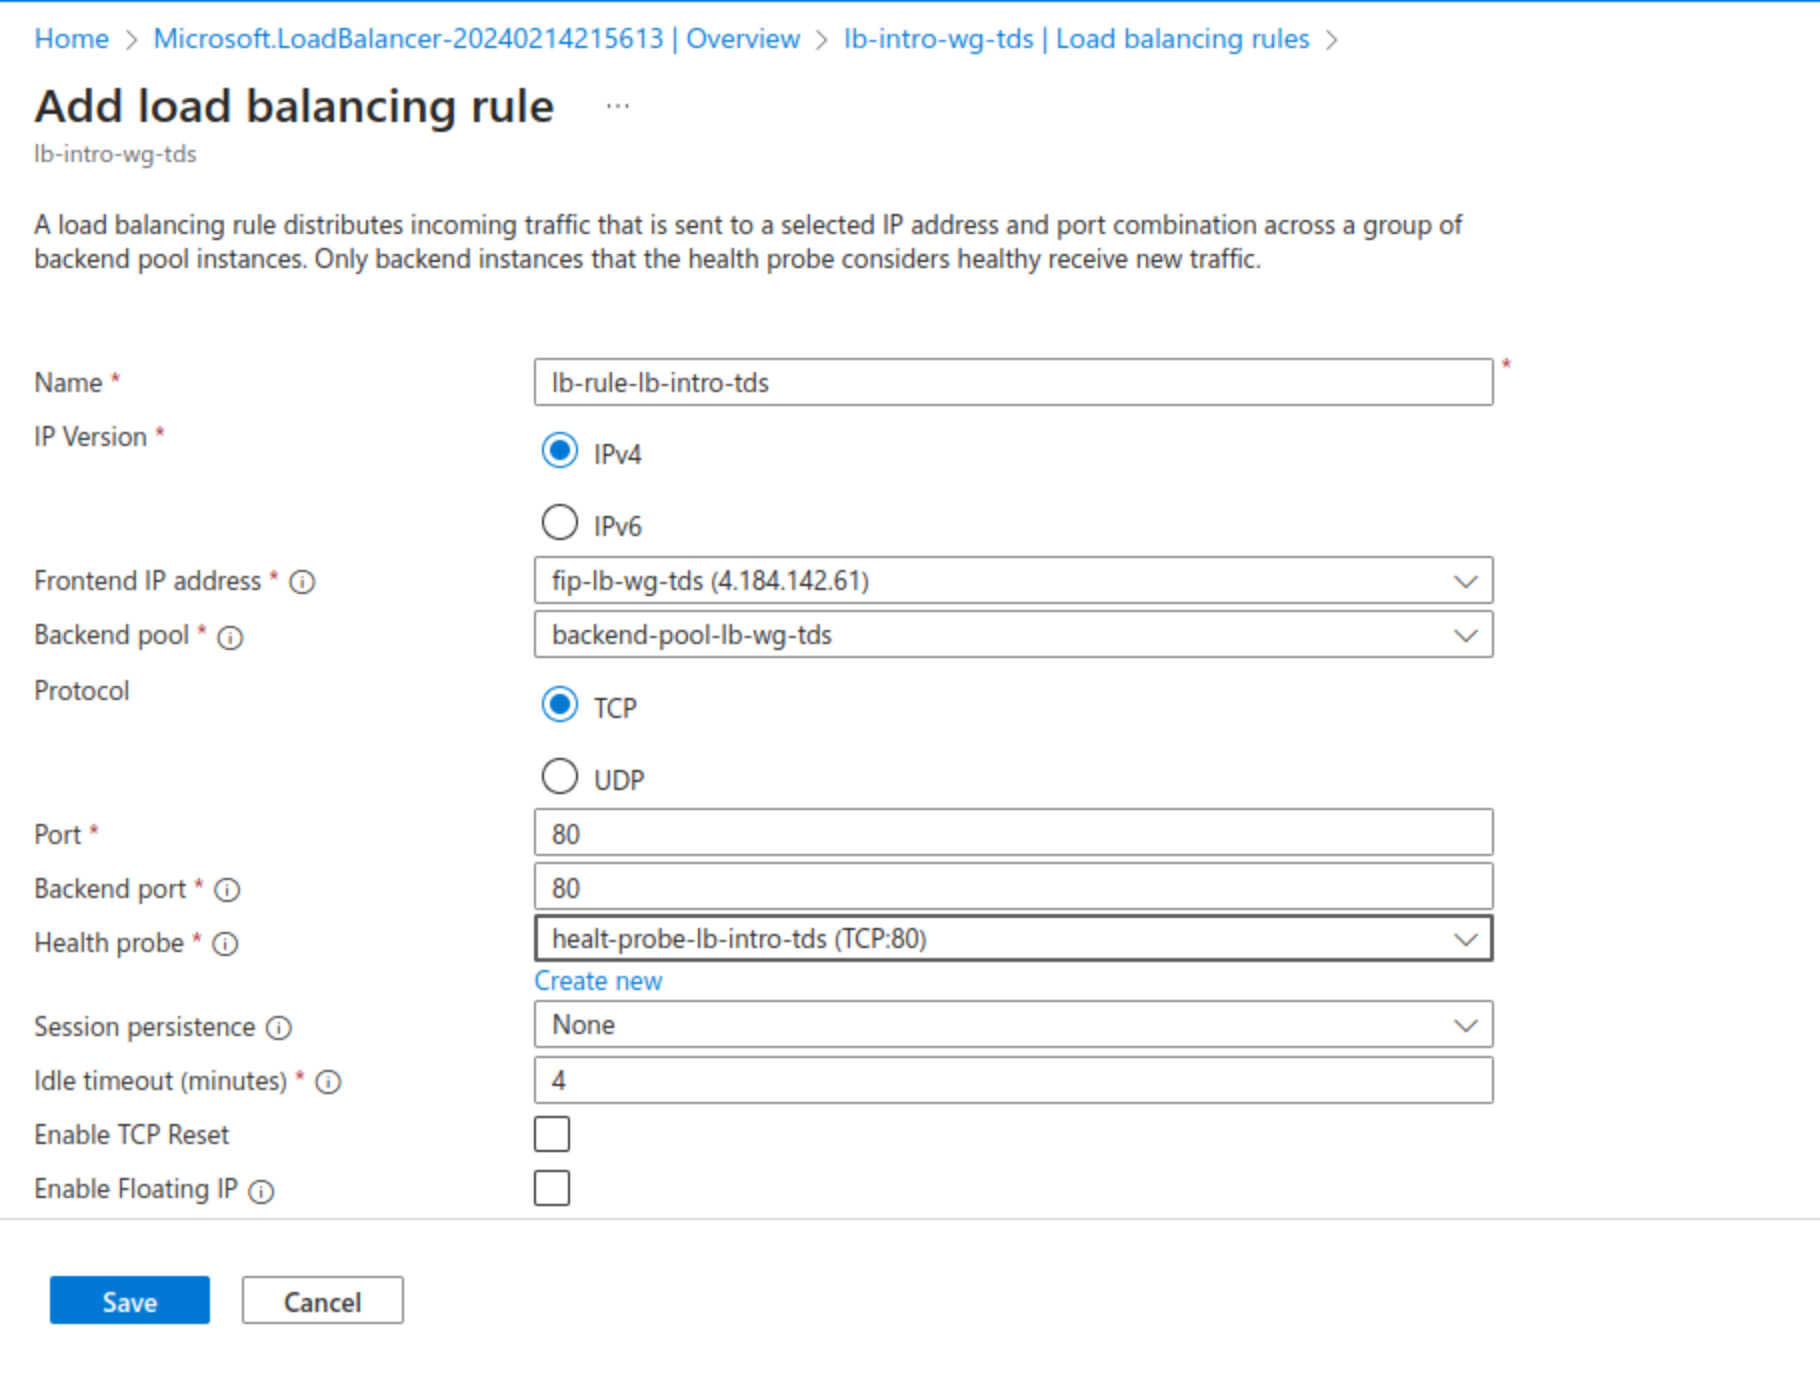 Home > Microsoft.LoadBalancer-20240214215613 | Overview > lb-intro-wg-tds | Load balancing rules >
Add load balancing rule ...
lb-intro-wg-tds
A load balancing rule distributes incoming traffic that is sent to a selected IP address and port combination across a group of
backend pool instances. Only backend instances that the health probe considers healthy receive new traffic.
Name * lb-rule-lb-intro-tds *
IP Version * IPv4
IPv6
Frontend IP address * fip-lb-wg-tds (4.184.142.61)
Backend pool * backend-pool-lb-wg-tds
Protocol TCP
UDP
Port * 80
Backend port * 80
Health probe * healt-probe-lb-intro-tds (TCP:80)
Create new
Session persistence None
Idle timeout (minutes) * 4
Enable TCP Reset
Enable Floating IP
Save Cancel